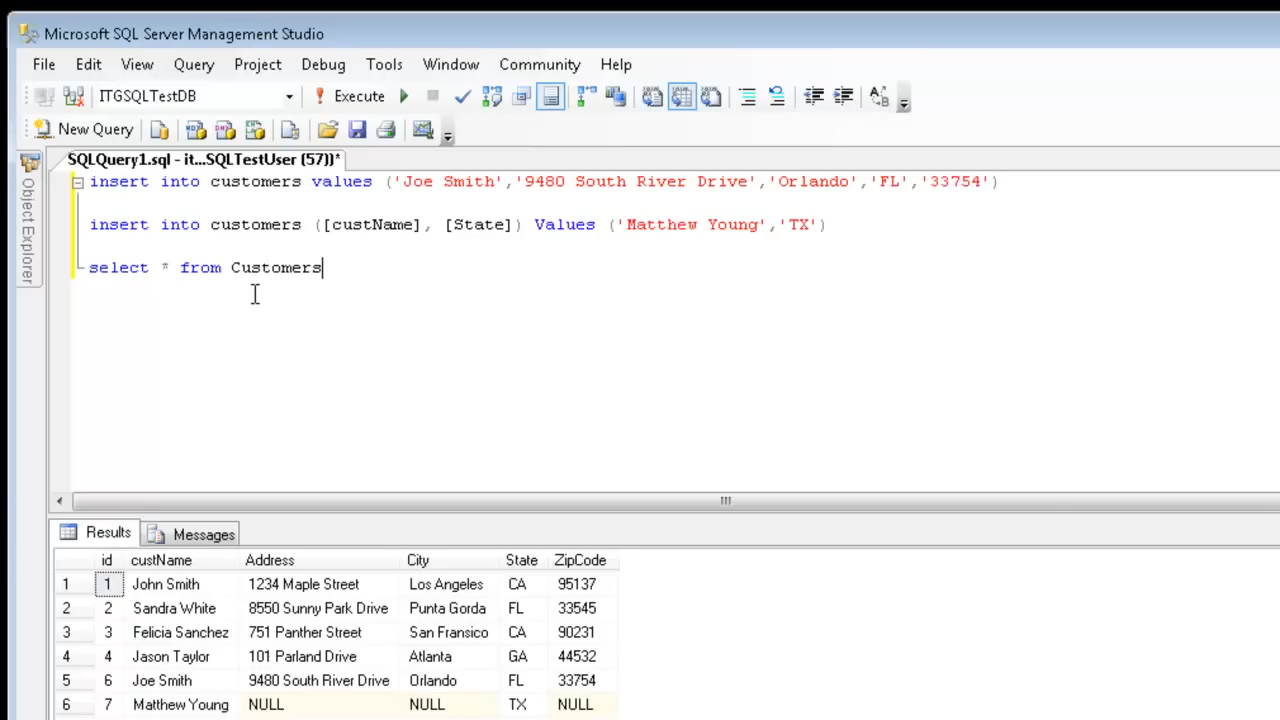 Microsoft SQL Server Management Studio
File Edit View Query Project Debug Tools Window Community Help
ITGSQLTestDB Execute
New Query
SQLQuery1.sql - it...SQLTestUser (57))*
Object Explorer
insert into customers values ('Joe Smith','9480 South River Drive','Orlando','FL','33754')
insert into customers ([custName], [State]) Values ('Matthew Young','TX')
select * from Customers
Results Messages
id custName Address City State ZipCode
1 1 John Smith 1234 Maple Street Los Angeles CA 95137
2 2 Sandra White 8550 Sunny Park Drive Punta Gorda FL 33545
3 3 Felicia Sanchez 751 Panther Street San Fransico CA 90231
4 4 Jason Taylor 101 Parland Drive Atlanta GA 44532
5 6 Joe Smith 9480 South River Drive Orlando FL 33754
6 7 Matthew Young NULL NULL TX NULL